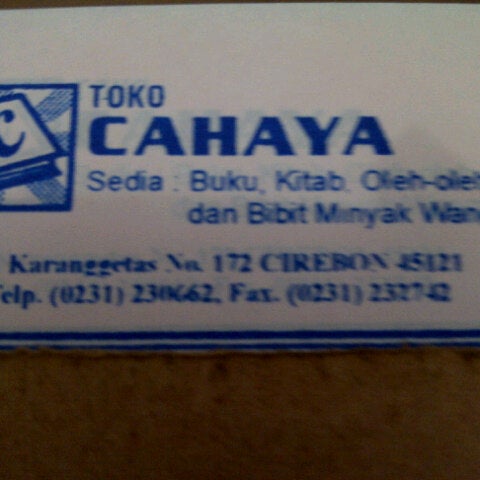 TOKO
CAHAYA
Sedia : Buku, Kitab, Oleh-oleh
dan Bibit Minyak Wan
Karanggetas No. 172 CIREBON 45121
Telp. (0231) 230662, Fax. (0231) 232742
C